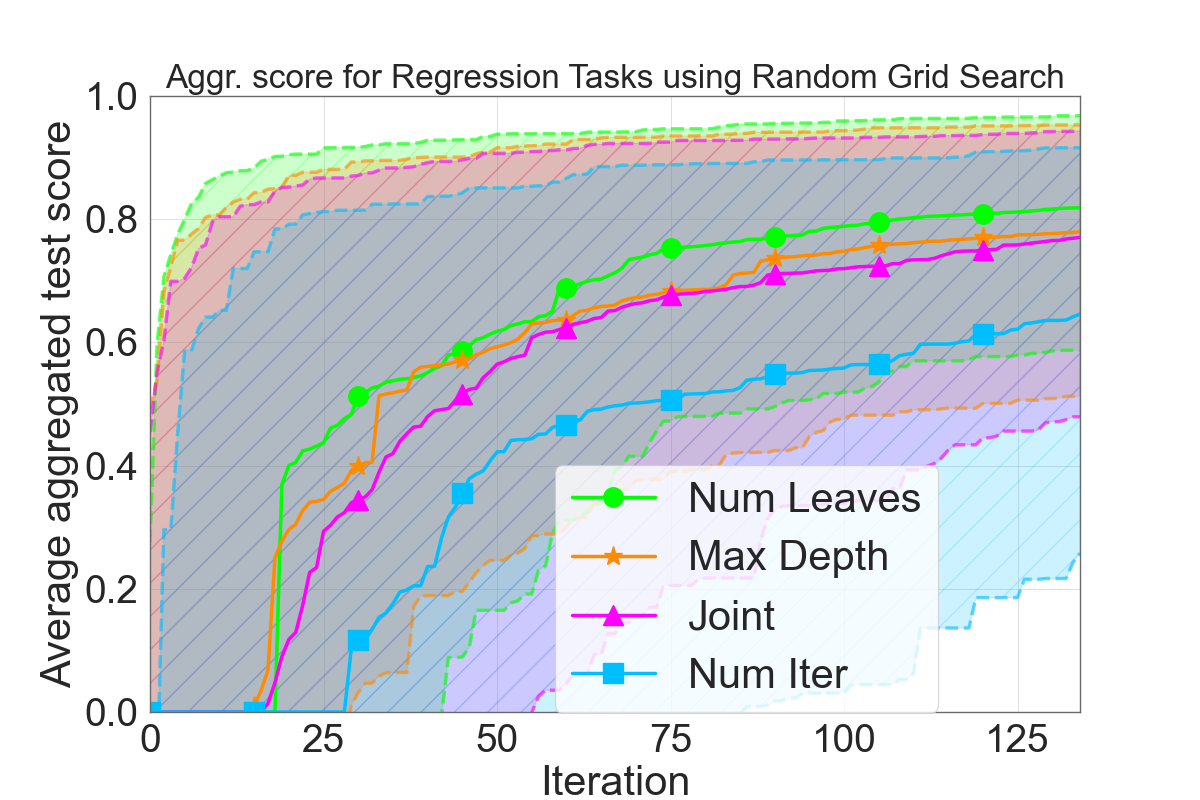 Aggr. score for Regression Tasks using Random Grid Search
Average aggregated test score
1.0
0.8
0.6
0.4
0.2
0.0
Num Leaves
Max Depth
Joint
Num Iter
0 25 50 75 100 125
Iteration